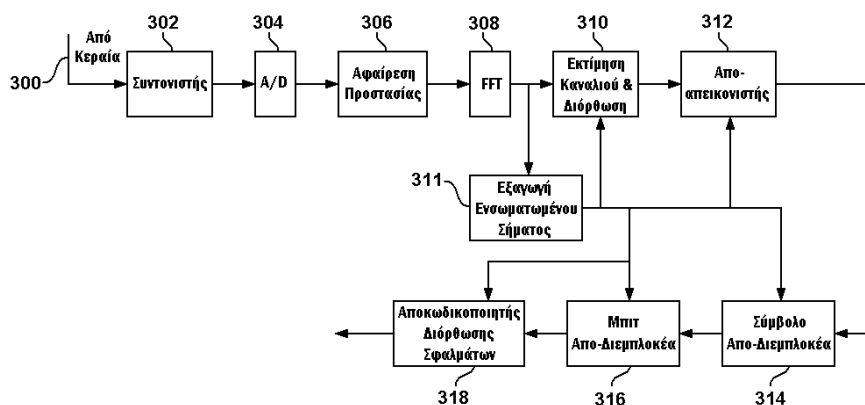 302
304
306
308
310
312
Από
Κεραία
300
Συντονιστής
A/D
Αφαίρεση
Προστασίας
FFT
Εκτίμηση
Καναλιού &
Διόρθωση
Απο-
απεικονιστής
311
Εξαγωγή
Ενσωματωμένου
Σήματος
Αποκωδικοποιητής
Διόρθωσης
Σφαλμάτων
Μπιτ
Απο-Διεμπλοκέα
Σύμβολο
Απο-Διεμπλοκέα
318
316
314